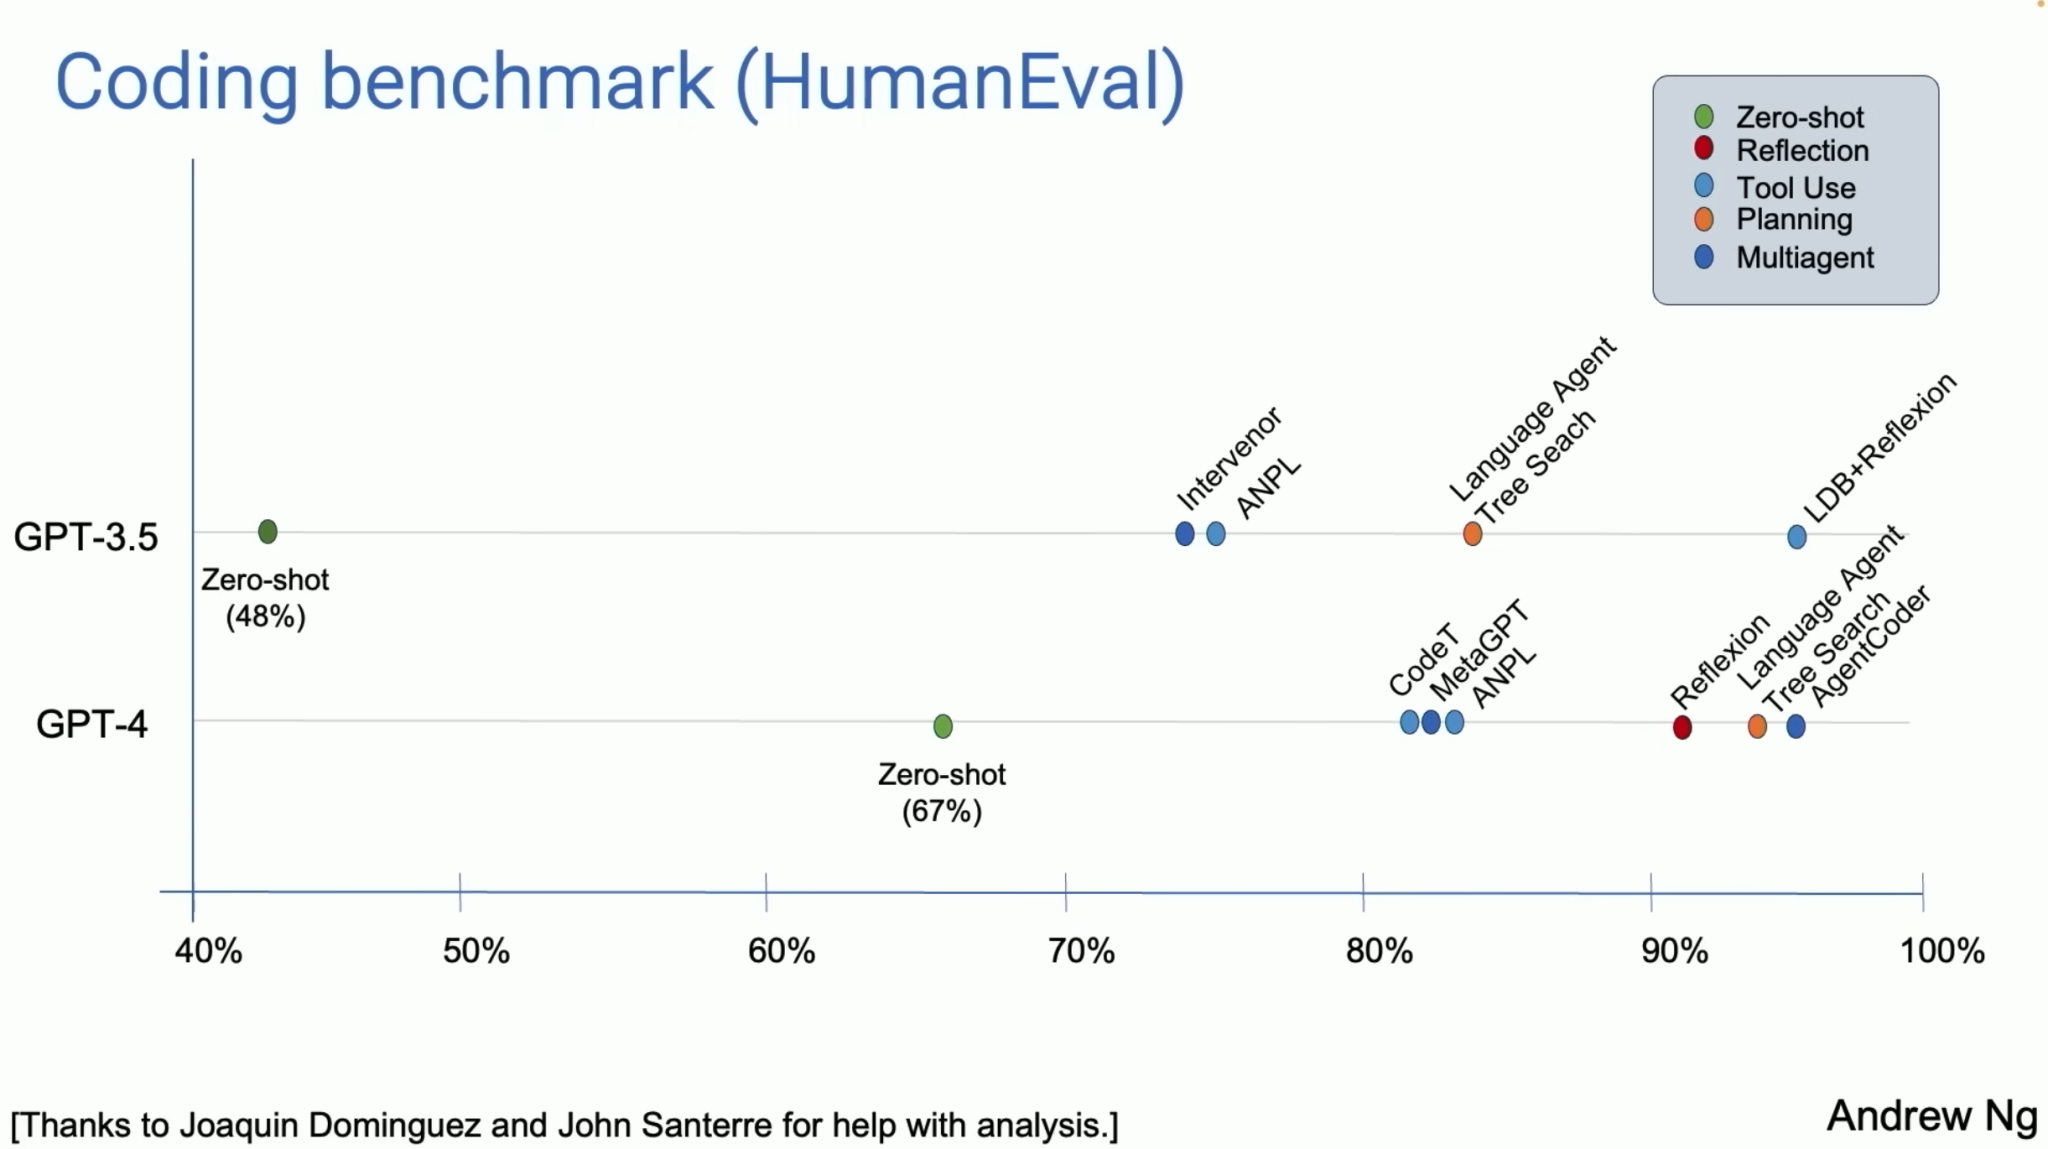 Coding benchmark (HumanEval)
Zero-shot
Reflection
Tool Use
Planning
Multiagent
GPT-3.5
Zero-shot
(48%)
Intervenor
ANPL
Language Agent
Tree Seach
LDB+Reflexion
GPT-4
Zero-shot
(67%)
CodeT
MetaGPT
ANPL
Reflexion
Language Agent
Tree Search
AgentCoder
40%
50%
60%
70%
80%
90%
100%
[Thanks to Joaquin Dominguez and John Santerre for help with analysis.]
Andrew Ng